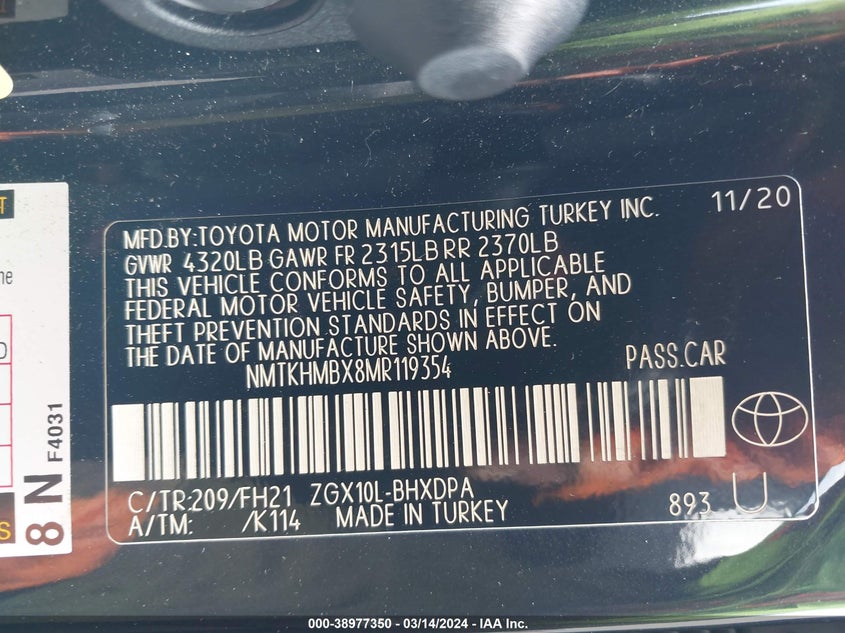 11/20
MFD.BY:TOYOTA MOTOR MANUFACTURING TURKEY INC.
GVWR 4320LB GAWR FR 2315LB RR 2370LB
THIS VEHICLE CONFORMS TO ALL APPLICABLE
FEDERAL MOTOR VEHICLE SAFETY, BUMPER, AND
THEFT PREVENTION STANDARDS IN EFFECT ON
THE DATE OF MANUFACTURE SHOWN ABOVE.
NMTKHMBX8MR119354 PASS.CAR
C/TR:209/FH21 ZGX10L-BHXDPA
A/TM: /K114 MADE IN TURKEY 893 U
8 N F4031
000-38977350 - 03/14/2024 - IAA Inc.